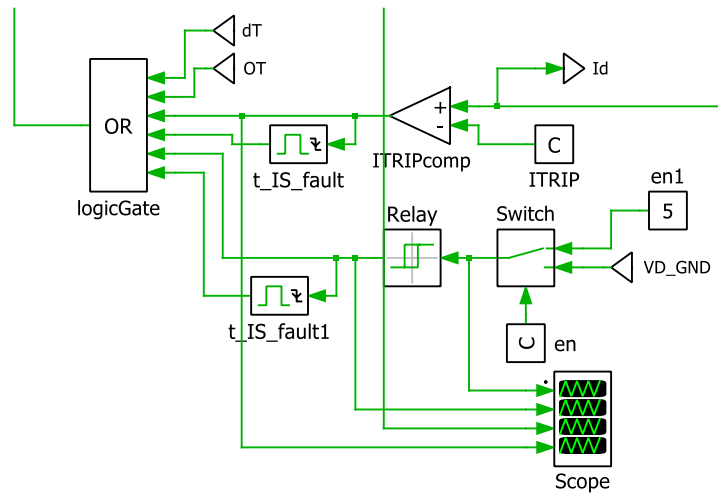 dT
OT
OR
logicGate
t_IS_fault
+
-
ITRIPcomp
Id
C
ITRIP
en1
5
Relay
Switch
VD_GND
t_IS_fault1
C
en
Scope